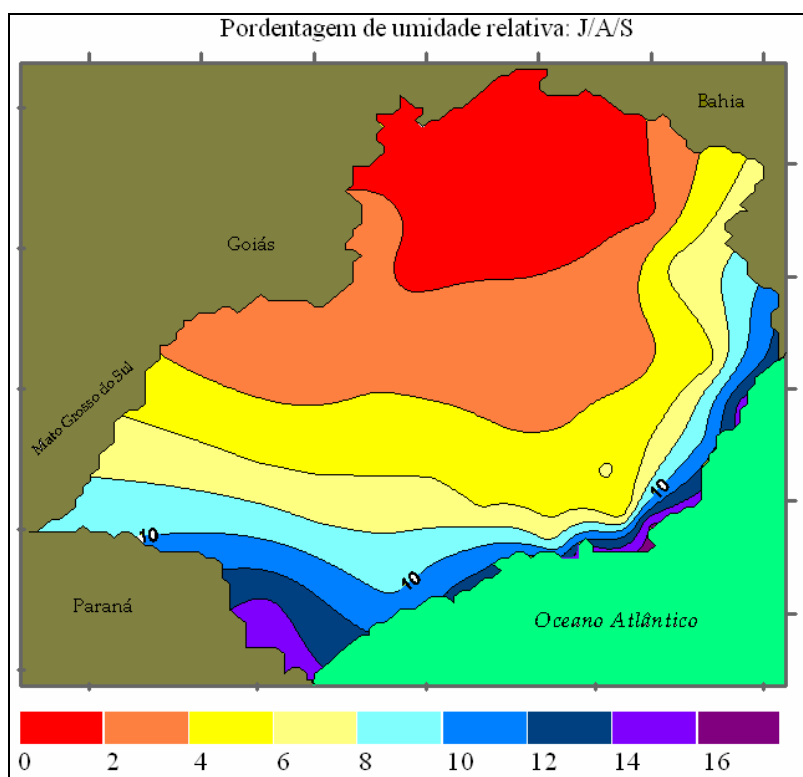 Pordentagem de umidade relativa: J/A/S
Bahia
Goiás
Mato Grosso do Sul
10
10
10
Paraná
Oceano Atlântico
0 2 4 6 8 10 12 14 16